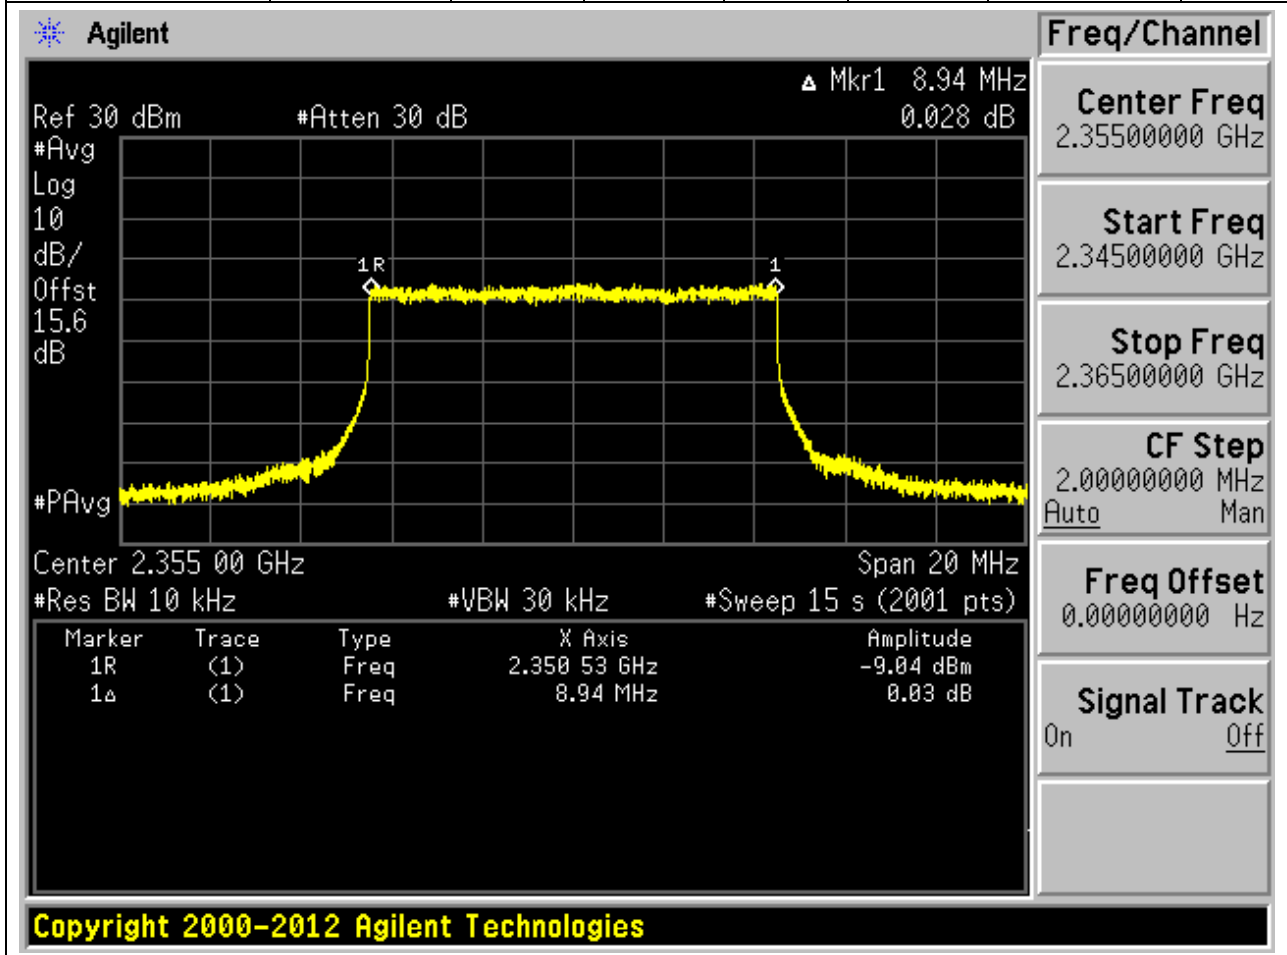 Agilent
Freq/Channel
▵ Mkr1 8.94 MHz
Ref 30 dBm #Atten 30 dB 0.028 dB
#Avg
Log
10
dB/
Offst
15.6
dB
1R 1
#PAvg
Center 2.355 00 GHz Span 20 MHz
#Res BW 10 kHz #VBW 30 kHz #Sweep 15 s (2001 pts)
Marker Trace Type X Axis Amplitude
1R (1) Freq 2.350 53 GHz -9.04 dBm
1▵ (1) Freq 8.94 MHz 0.03 dB
Center Freq
2.35500000 GHz
Start Freq
2.34500000 GHz
Stop Freq
2.36500000 GHz
CF Step
2.00000000 MHz
Auto Man
Freq Offset
0.00000000 Hz
Signal Track
On Off
Copyright 2000-2012 Agilent Technologies